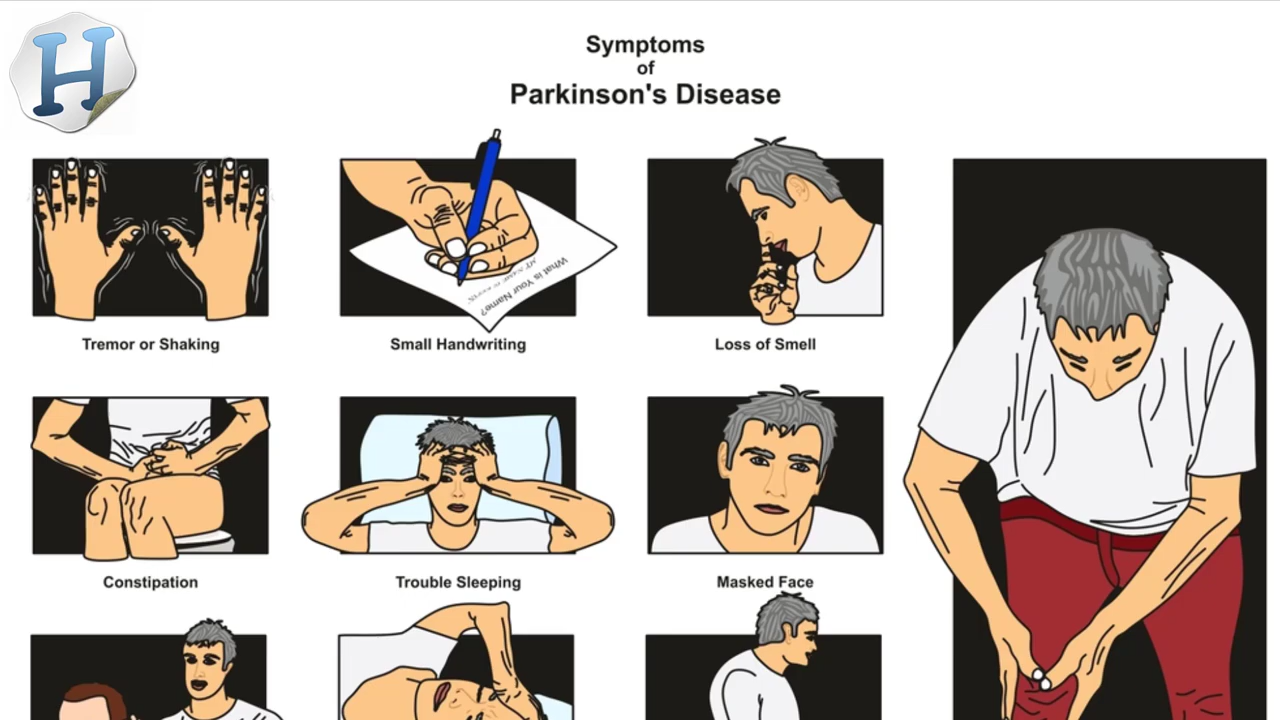 H
Symptoms
of
Parkinson's Disease
What is Your Name?
Tremor or Shaking
Small Handwriting
Loss of Smell
Constipation
Trouble Sleeping
Masked Face